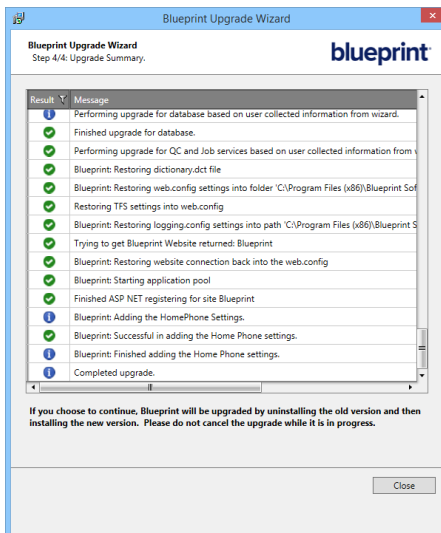 Blueprint Upgrade Wizard
Blueprint Upgrade Wizard
Step 4/4: Upgrade Summary.
blueprint
Result Message
Performing upgrade for database based on user collected information from wizard.
Finished upgrade for database.
Performing upgrade for QC and Job services based on user collected information from
Blueprint: Restoring dictionary.dct file
Blueprint: Restoring web.config settings into folder 'C:\Program Files (x86)\Blueprint Sof
Restoring TFS settings into web.config
Blueprint: Restoring logging.config settings into path 'C:\Program Files (x86)\Blueprint S
Trying to get Blueprint Website returned: Blueprint
Blueprint: Restoring website connection back into the web.config
Blueprint: Starting application pool
Finished ASP NET registering for site Blueprint
Blueprint: Adding the HomePhone Settings.
Blueprint: Successful in adding the Home Phone settings.
Blueprint: Finished adding the Home Phone settings.
Completed upgrade.
If you choose to continue, Blueprint will be upgraded by uninstalling the old version and then
installing the new version. Please do not cancel the upgrade while it is in progress.
Close